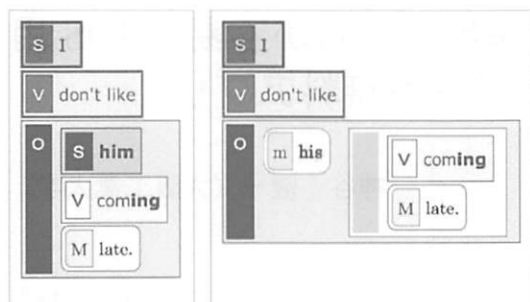 S I
V don't like
O S him
V coming
M late.
S I
V don't like
O m his
V coming
M late.